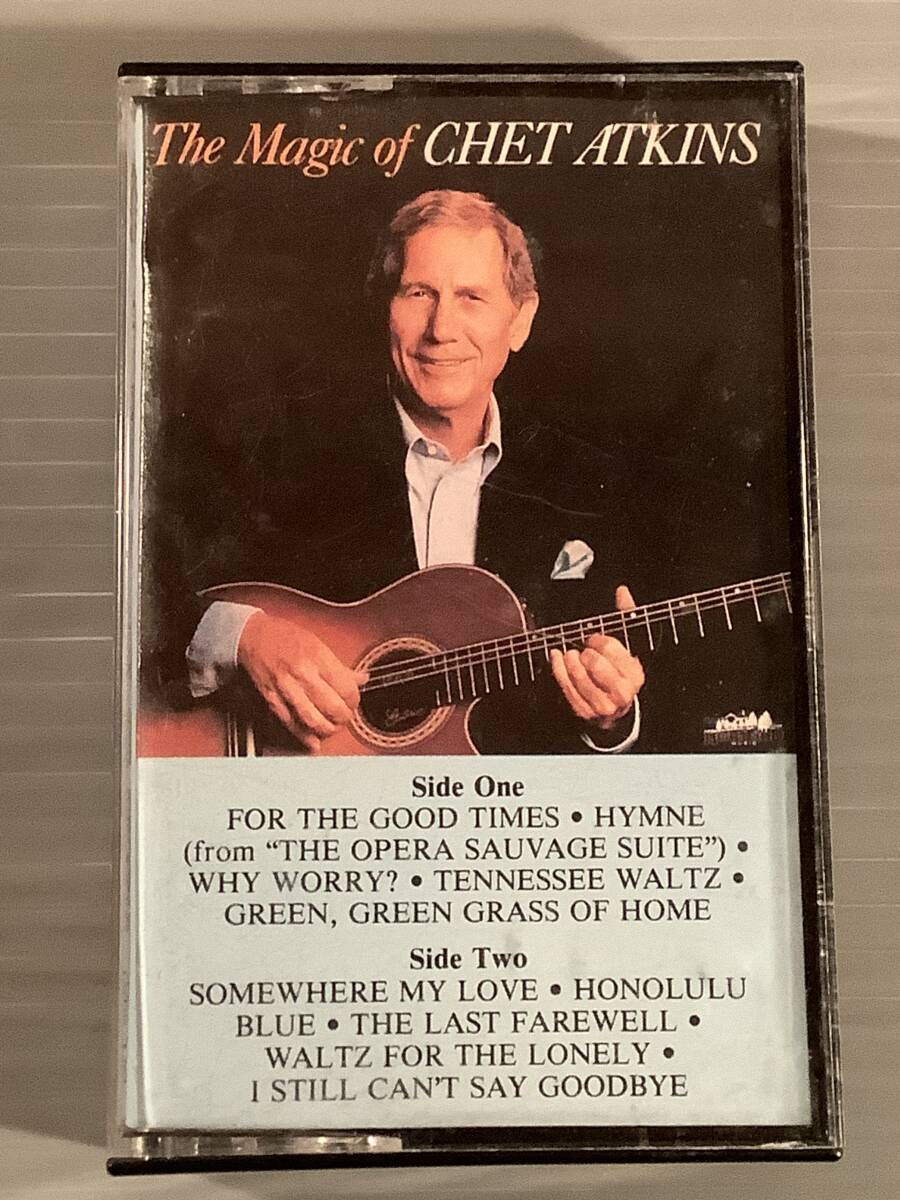 The Magic of CHET ATKINS
Side One
FOR THE GOOD TIMES • HYMNE
(from “THE OPERA SAUVAGE SUITE”) •
WHY WORRY? • TENNESSEE WALTZ •
GREEN, GREEN GRASS OF HOME
Side Two
SOMEWHERE MY LOVE • HONOLULU
BLUE • THE LAST FAREWELL •
WALTZ FOR THE LONELY •
I STILL CAN'T SAY GOODBYE